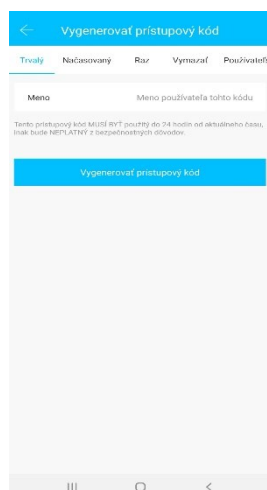 Vygenerovať prístupový kód
Trvalý Načasovaný Raz Vymazať Používateľs
Meno Meno používateľa tohto kódu
Tento prístupový kód MUSÍ BYŤ použitý do 24 hodín od aktuálneho času,
inak bude NEPLATNÝ z bezpečnostných dôvodov.
Vygenerovať prístupový kód